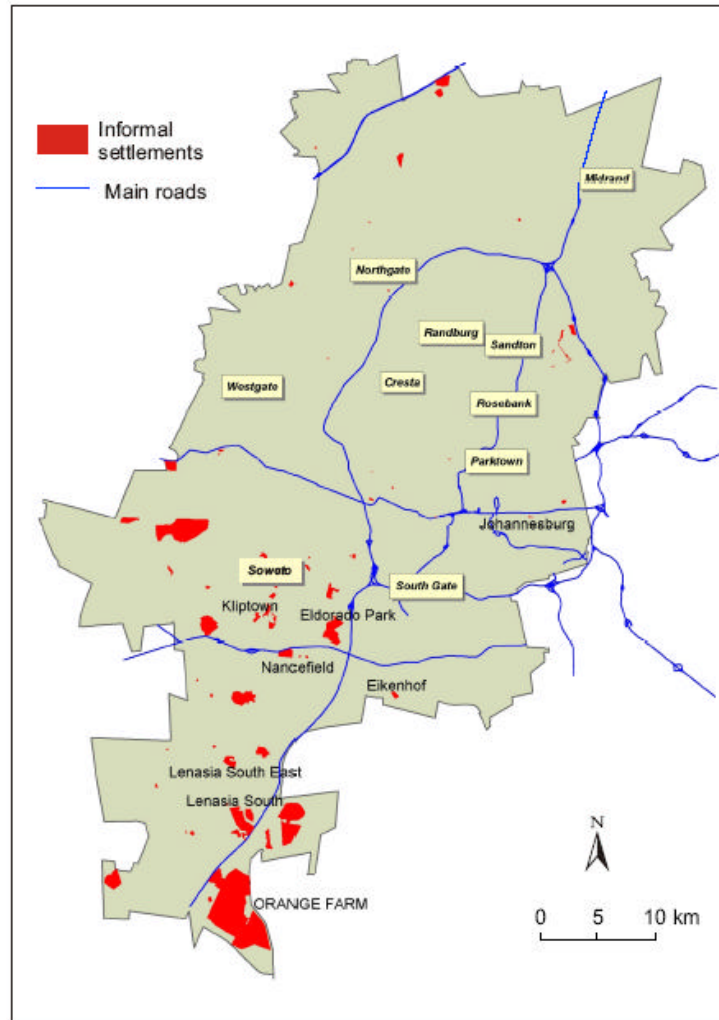 Informal
settlements
Main roads
Midrand
Northgate
Randburg
Sandton
Westgate
Cresta
Rosebank
Parktown
Johannesburg
Soweto
South Gate
Kliptown
Eldorado Park
Nancefield
Eikenhof
Lenasia South East
Lenasia South
N
ORANGE FARM
0 5 10 km